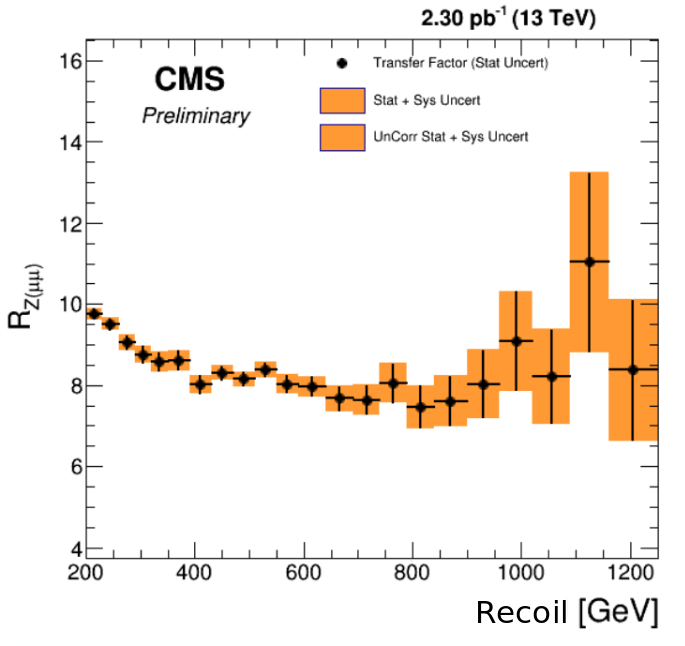 2.30 pb⁻¹ (13 TeV)
CMS
Preliminary
Transfer Factor (Stat Uncert)
Stat + Sys Uncert
UnCorr Stat + Sys Uncert
R_Z(μμ)
16
14
12
10
8
6
4
200 400 600 800 1000 1200
Recoil [GeV]